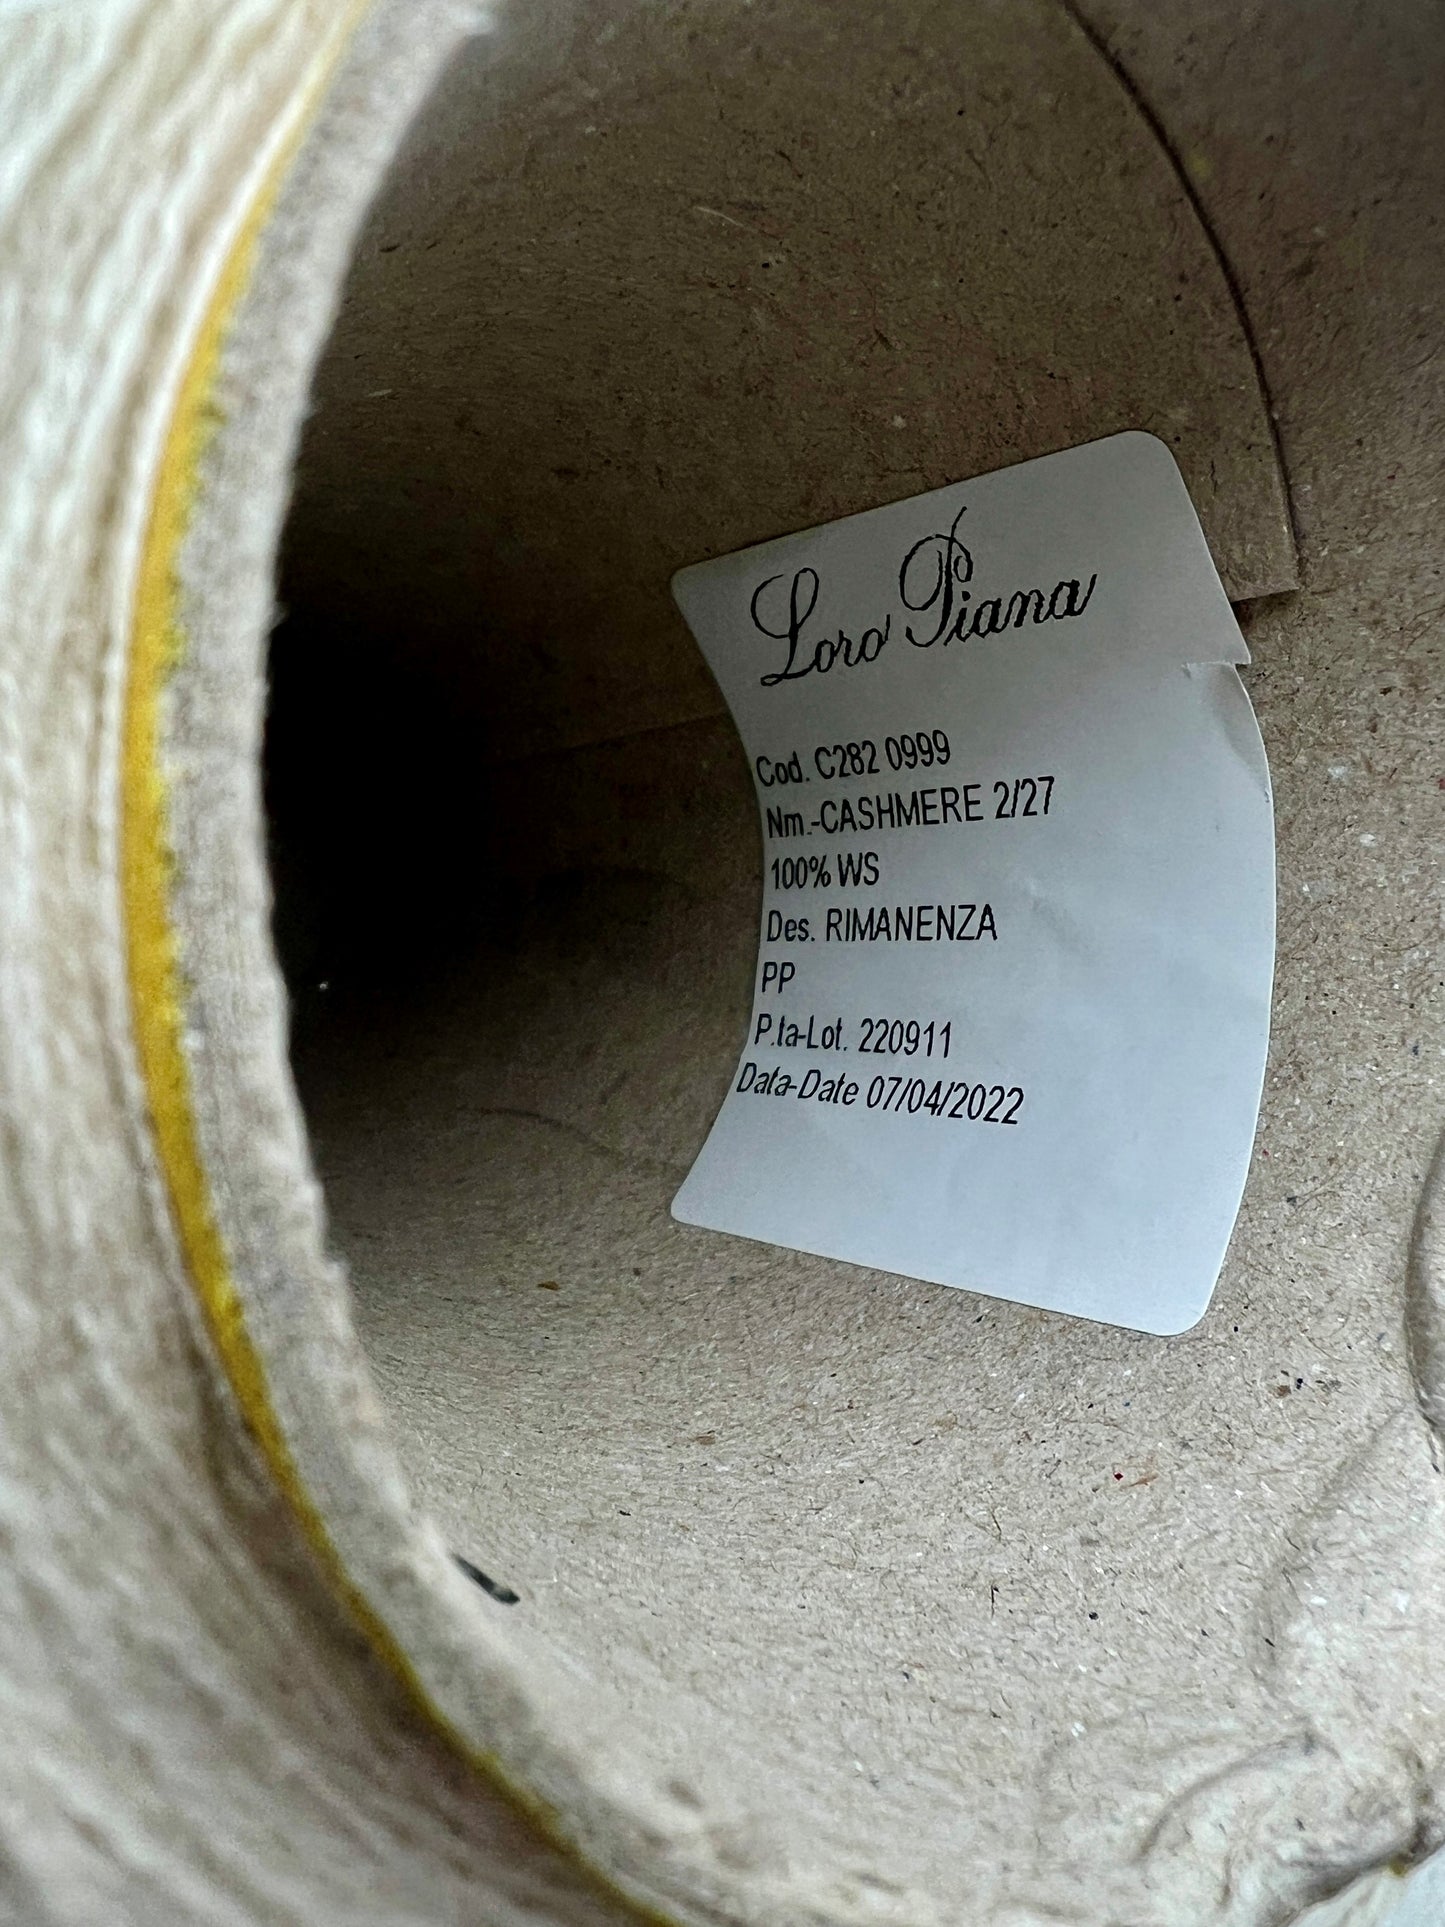 Loro Piana
Cod. C282 0999
Nm.-CASHMERE 2/27
100% WS
Des. RIMANENZA
PP
P.ta-Lot. 220911
Data-Date 07/04/2022